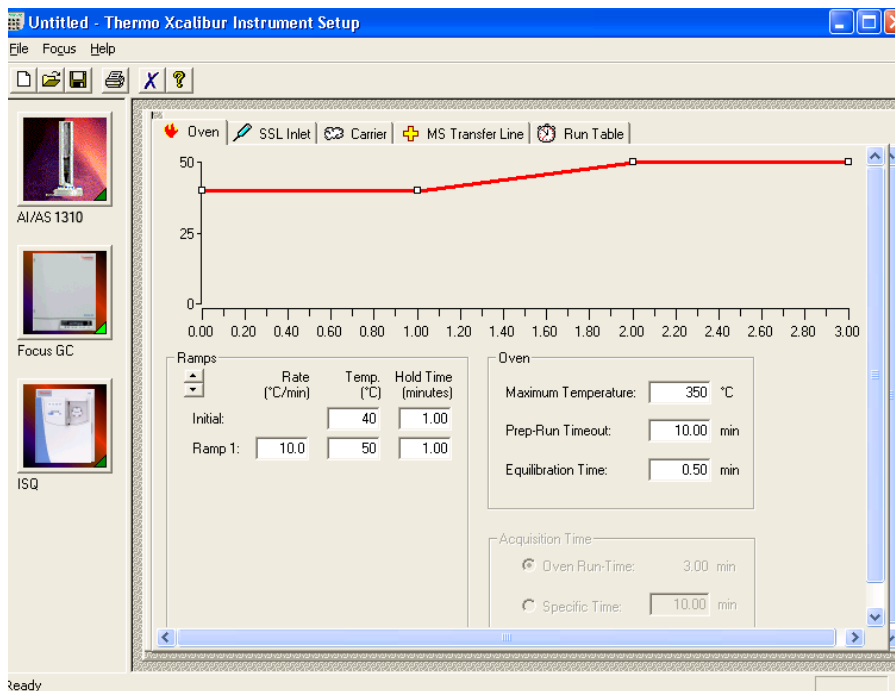 Untitled - Thermo Xcalibur Instrument Setup
File Focus Help
Oven SSL Inlet Carrier MS Transfer Line Run Table
AI/AS 1310
Focus GC
ISQ
50
25
0
0.00 0.20 0.40 0.60 0.80 1.00 1.20 1.40 1.60 1.80 2.00 2.20 2.40 2.60 2.80 3.00
Ramps
Rate Temp. Hold Time
(°C/min) (°C) (minutes)
Initial: 40 1.00
Ramp 1: 10.0 50 1.00
Oven
Maximum Temperature: 350 °C
Prep-Run Timeout: 10.00 min
Equilibration Time: 0.50 min
Acquisition Time
Oven Run-Time: 3.00 min
Specific Time: 10.00 min
Ready